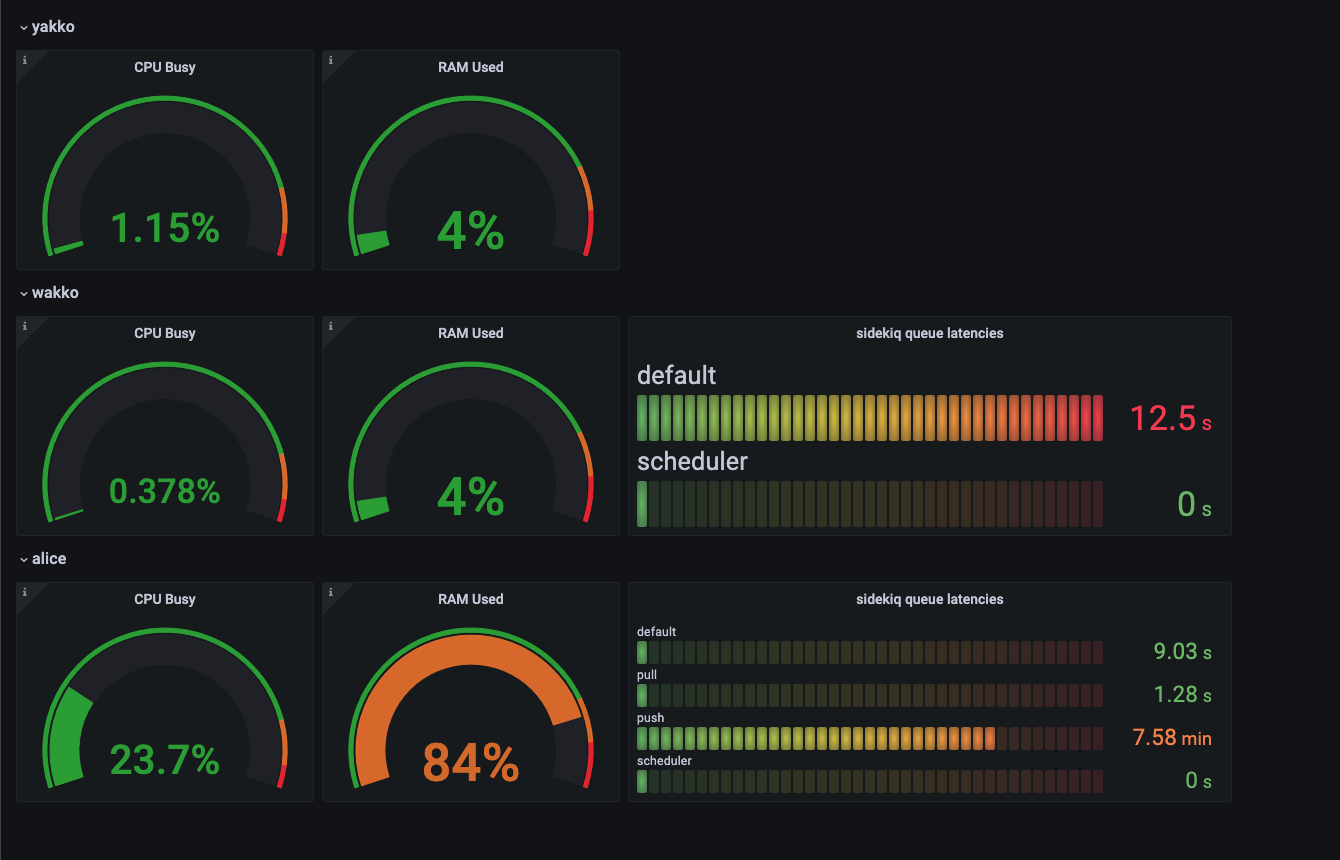 yakko
CPU Busy
RAM Used
1.15%
4%
wakko
CPU Busy
RAM Used
sidekiq queue latencies
0.378%
4%
default
12.5 s
scheduler
0 s
alice
CPU Busy
RAM Used
sidekiq queue latencies
23.7%
84%
default
9.03 s
pull
1.28 s
push
7.58 min
scheduler
0 s